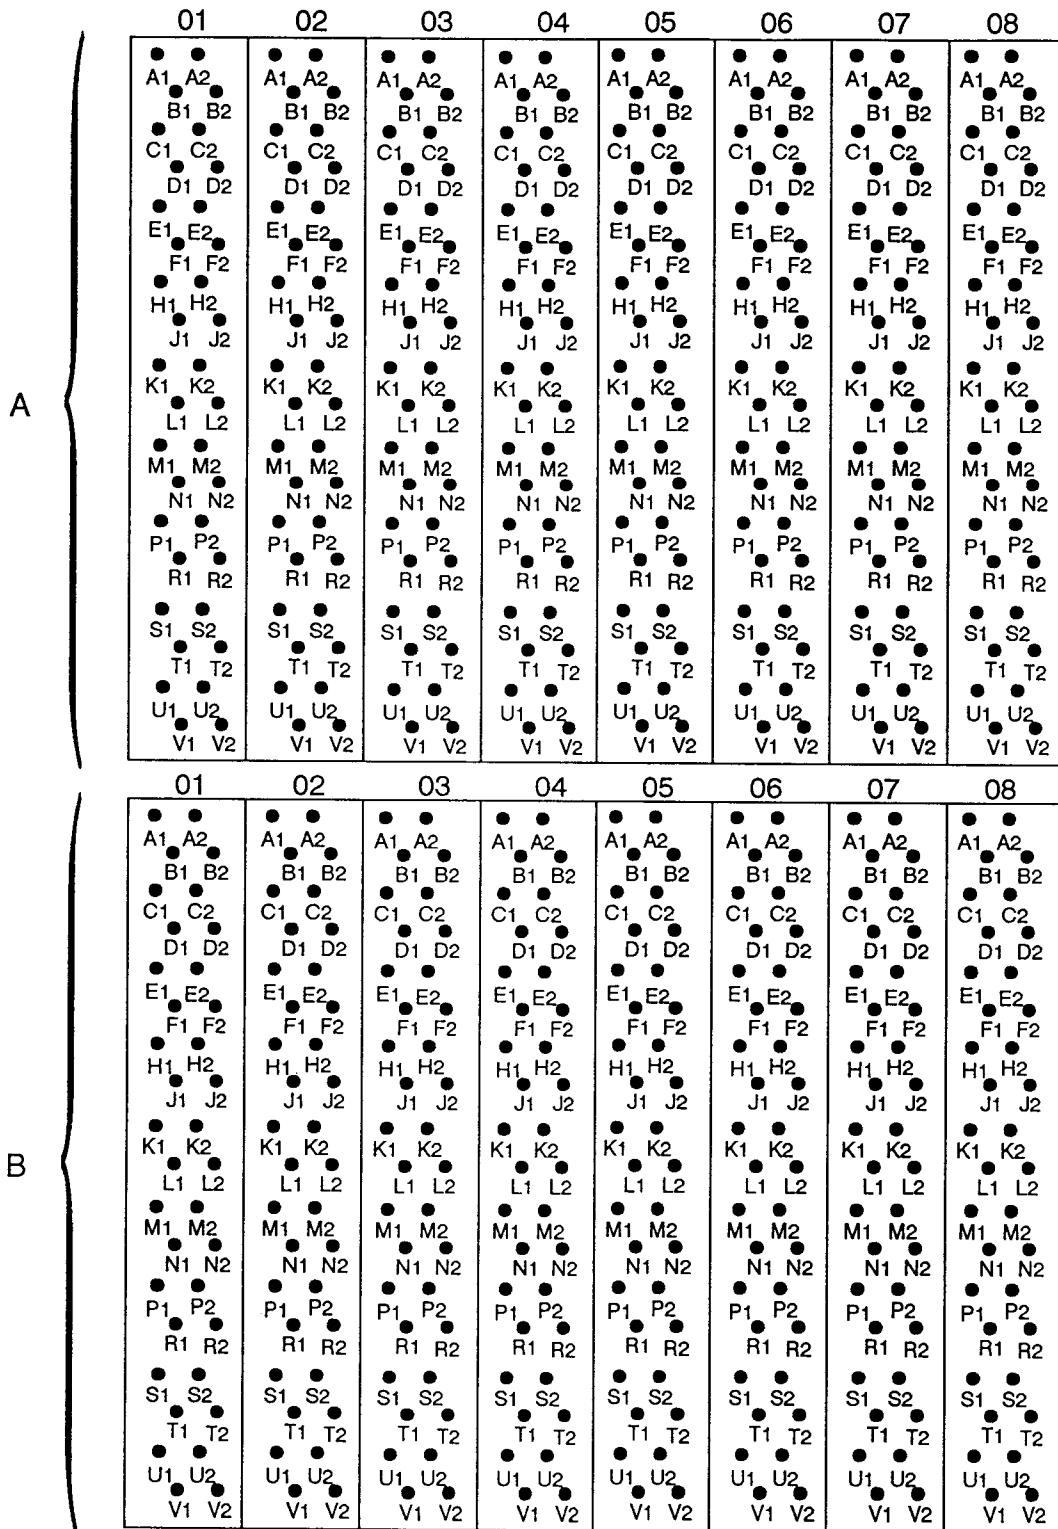 01 02 03 04 05 06 07 08
A1 A2 A1 A2 A1 A2 A1 A2 A1 A2 A1 A2 A1 A2 A1 A2
B1 B2 B1 B2 B1 B2 B1 B2 B1 B2 B1 B2 B1 B2 B1 B2
C1 C2 C1 C2 C1 C2 C1 C2 C1 C2 C1 C2 C1 C2 C1 C2
D1 D2 D1 D2 D1 D2 D1 D2 D1 D2 D1 D2 D1 D2 D1 D2
E1 E2 E1 E2 E1 E2 E1 E2 E1 E2 E1 E2 E1 E2 E1 E2
F1 F2 F1 F2 F1 F2 F1 F2 F1 F2 F1 F2 F1 F2 F1 F2
H1 H2 H1 H2 H1 H2 H1 H2 H1 H2 H1 H2 H1 H2 H1 H2
J1 J2 J1 J2 J1 J2 J1 J2 J1 J2 J1 J2 J1 J2 J1 J2
K1 K2 K1 K2 K1 K2 K1 K2 K1 K2 K1 K2 K1 K2 K1 K2
A
L1 L2 L1 L2 L1 L2 L1 L2 L1 L2 L1 L2 L1 L2 L1 L2
M1 M2 M1 M2 M1 M2 M1 M2 M1 M2 M1 M2 M1 M2 M1 M2
N1 N2 N1 N2 N1 N2 N1 N2 N1 N2 N1 N2 N1 N2 N1 N2
P1 P2 P1 P2 P1 P2 P1 P2 P1 P2 P1 P2 P1 P2 P1 P2
R1 R2 R1 R2 R1 R2 R1 R2 R1 R2 R1 R2 R1 R2 R1 R2
S1 S2 S1 S2 S1 S2 S1 S2 S1 S2 S1 S2 S1 S2 S1 S2
T1 T2 T1 T2 T1 T2 T1 T2 T1 T2 T1 T2 T1 T2 T1 T2
U1 U2 U1 U2 U1 U2 U1 U2 U1 U2 U1 U2 U1 U2 U1 U2
V1 V2 V1 V2 V1 V2 V1 V2 V1 V2 V1 V2 V1 V2 V1 V2
01 02 03 04 05 06 07 08
A1 A2 A1 A2 A1 A2 A1 A2 A1 A2 A1 A2 A1 A2 A1 A2
B1 B2 B1 B2 B1 B2 B1 B2 B1 B2 B1 B2 B1 B2 B1 B2
C1 C2 C1 C2 C1 C2 C1 C2 C1 C2 C1 C2 C1 C2 C1 C2
D1 D2 D1 D2 D1 D2 D1 D2 D1 D2 D1 D2 D1 D2 D1 D2
E1 E2 E1 E2 E1 E2 E1 E2 E1 E2 E1 E2 E1 E2 E1 E2
F1 F2 F1 F2 F1 F2 F1 F2 F1 F2 F1 F2 F1 F2 F1 F2
H1 H2 H1 H2 H1 H2 H1 H2 H1 H2 H1 H2 H1 H2 H1 H2
J1 J2 J1 J2 J1 J2 J1 J2 J1 J2 J1 J2 J1 J2 J1 J2
K1 K2 K1 K2 K1 K2 K1 K2 K1 K2 K1 K2 K1 K2 K1 K2
B
L1 L2 L1 L2 L1 L2 L1 L2 L1 L2 L1 L2 L1 L2 L1 L2
M1 M2 M1 M2 M1 M2 M1 M2 M1 M2 M1 M2 M1 M2 M1 M2
N1 N2 N1 N2 N1 N2 N1 N2 N1 N2 N1 N2 N1 N2 N1 N2
P1 P2 P1 P2 P1 P2 P1 P2 P1 P2 P1 P2 P1 P2 P1 P2
R1 R2 R1 R2 R1 R2 R1 R2 R1 R2 R1 R2 R1 R2 R1 R2
S1 S2 S1 S2 S1 S2 S1 S2 S1 S2 S1 S2 S1 S2 S1 S2
T1 T2 T1 T2 T1 T2 T1 T2 T1 T2 T1 T2 T1 T2 T1 T2
U1 U2 U1 U2 U1 U2 U1 U2 U1 U2 U1 U2 U1 U2 U1 U2
V1 V2 V1 V2 V1 V2 V1 V2 V1 V2 V1 V2 V1 V2 V1 V2